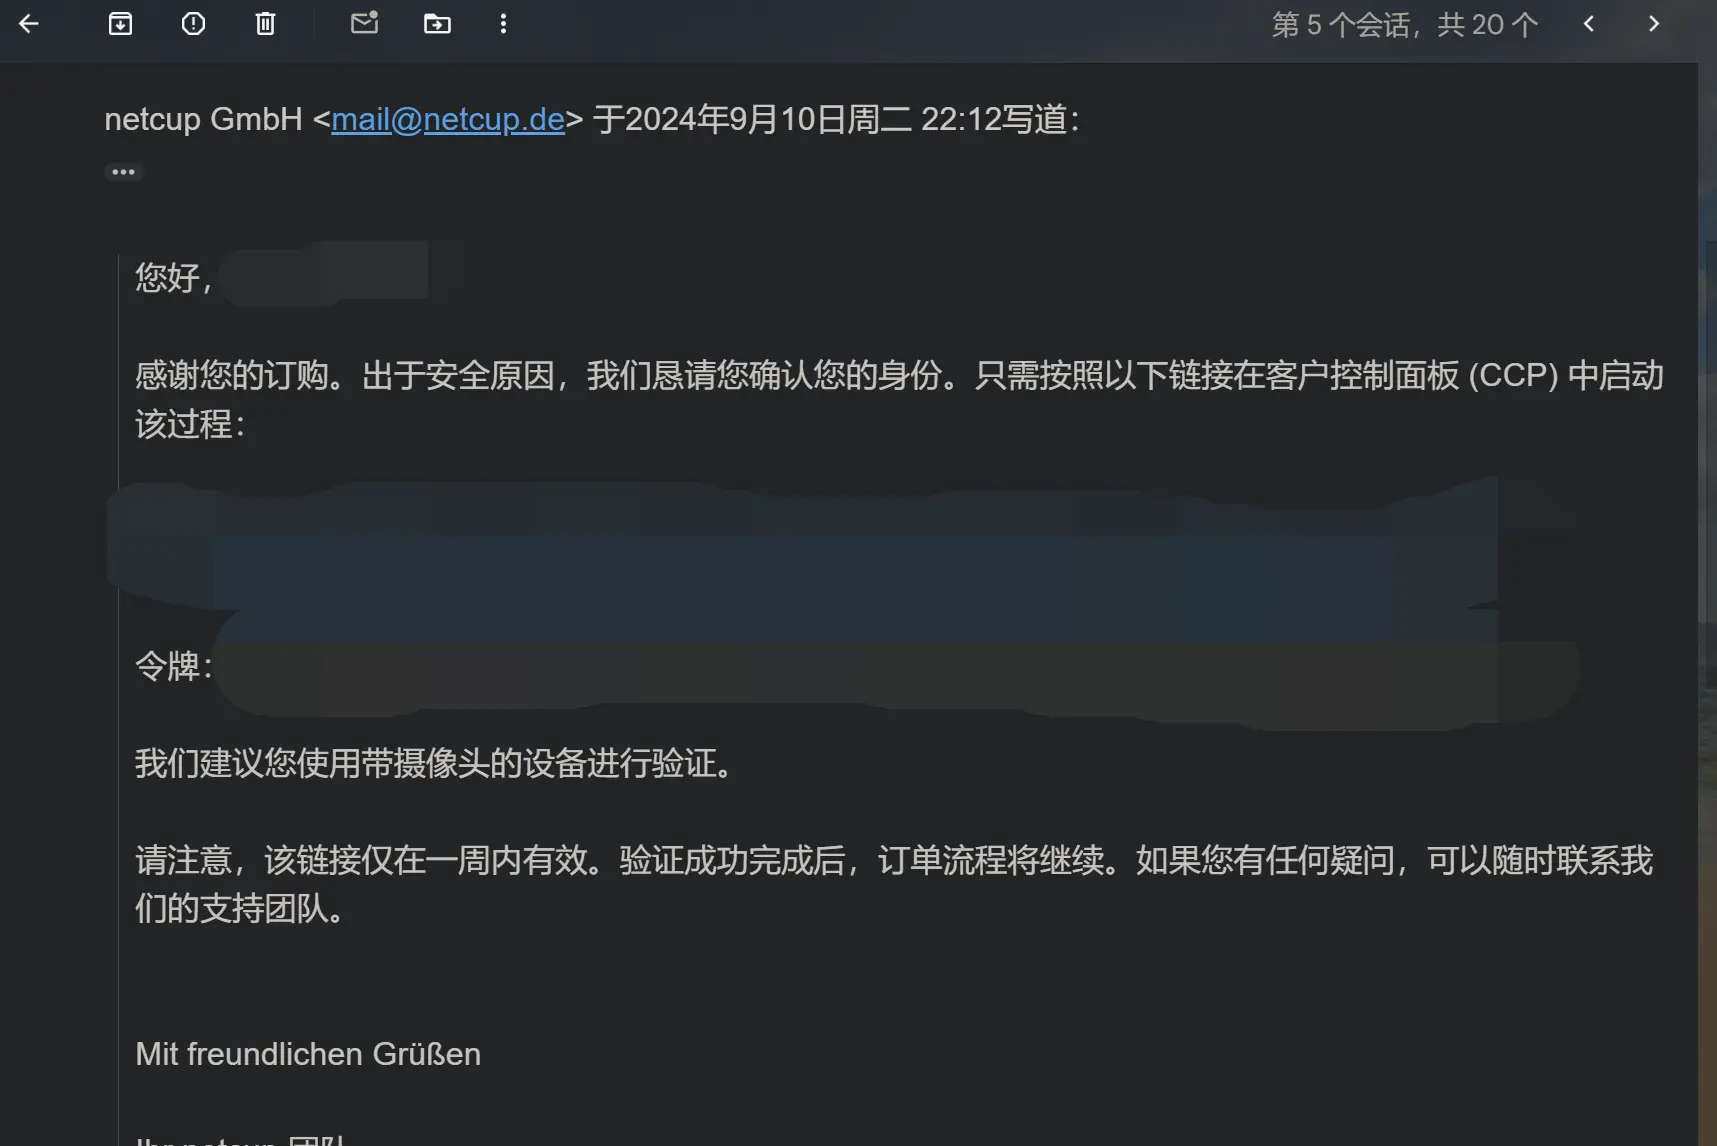 第 5 个会话，共 20 个
netcup GmbH <mail@netcup.de> 于2024年9月10日周二 22:12写道：
您好，
感谢您的订购。出于安全原因，我们恳请您确认您的身份。只需按照以下链接在客户控制面板 (CCP) 中启动
该过程：
令牌：
我们建议您使用带摄像头的设备进行验证。
请注意，该链接仅在一周内有效。验证成功完成后，订单流程将继续。如果您有任何疑问，可以随时联系我
们的支持团队。
Mit freundlichen Grüßen
Ihr netcup 团队